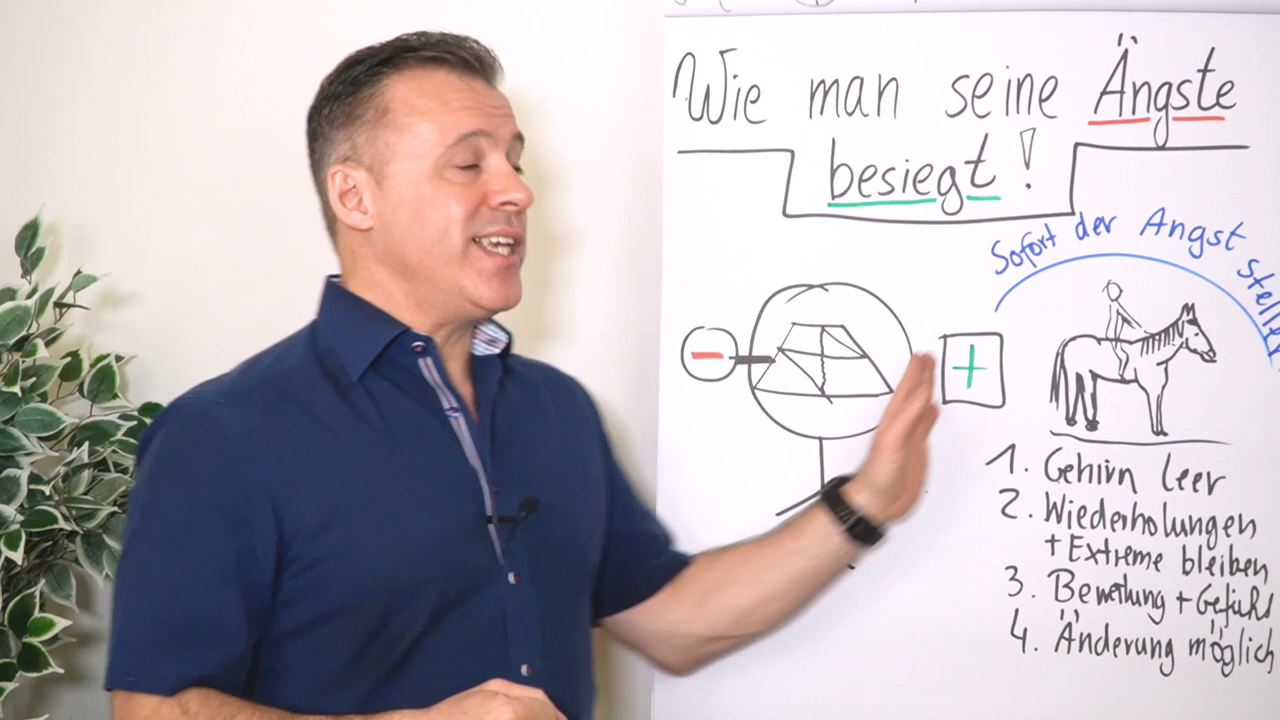 Wie man seine Ängste
besiegt!
Sofort der Angst stellen
−
+
1. Gehirn leer
2. Wiederholungen
+ Extreme bleiben
3. Bewertung + Gefühl
4. Änderung möglich